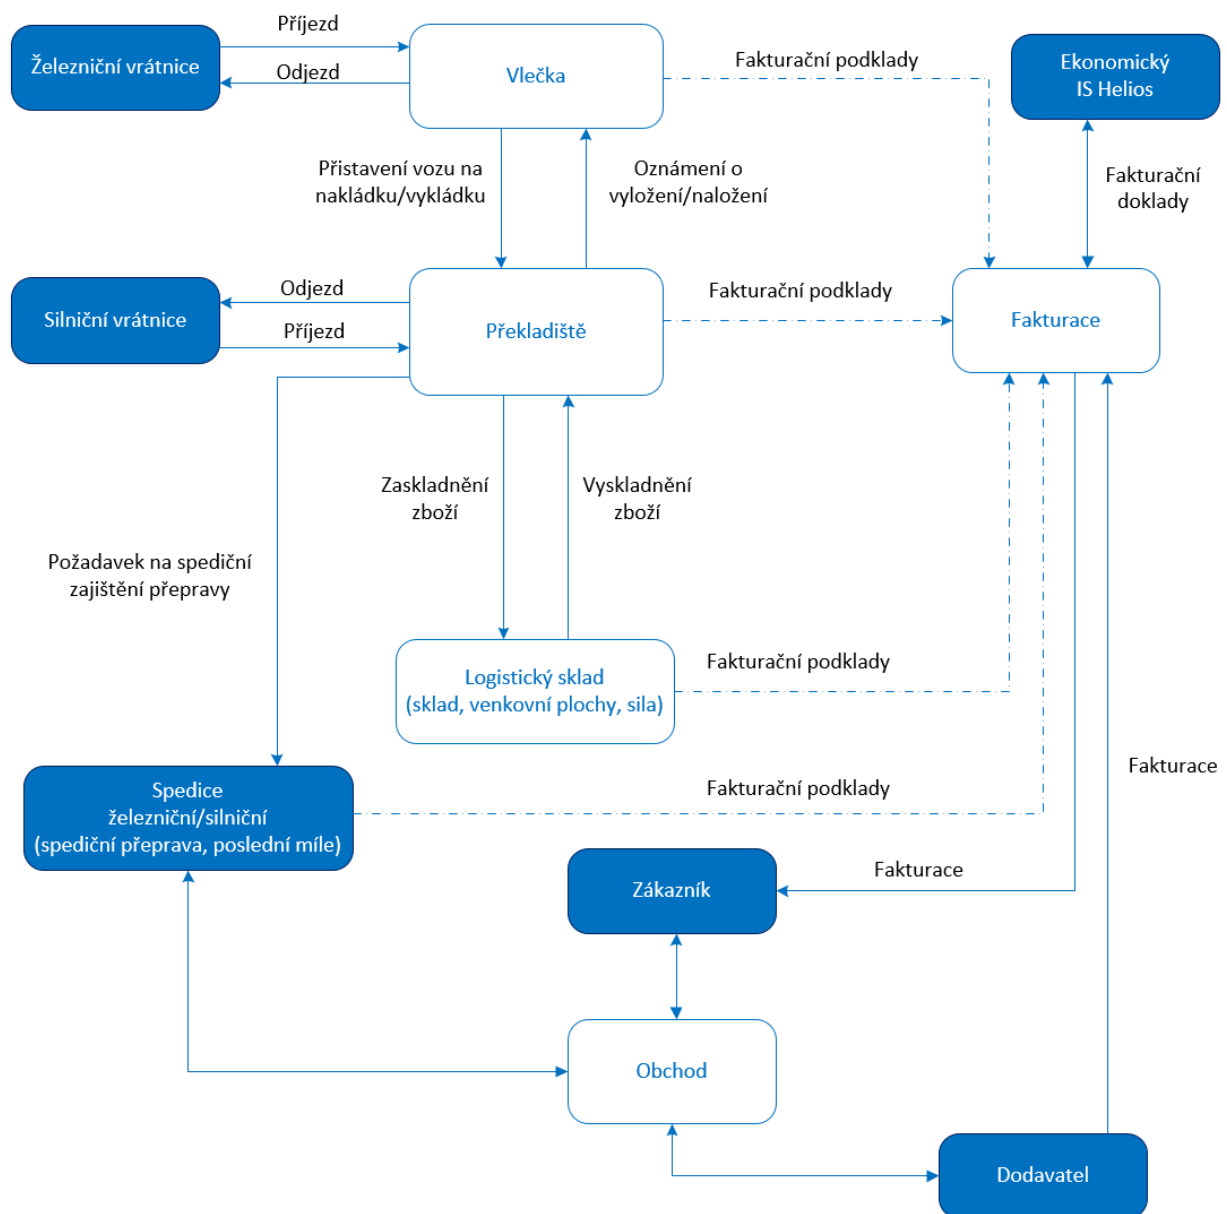 Příjezd
Železniční vrátnice
Odjezd
Vlečka
Fakturační podklady
Ekonomický
IS Helios
Přistavení vozu na
nakládku/vykládku
Oznámení o
vyložení/naložení
Fakturační
doklady
Odjezd
Silniční vrátnice
Příjezd
Překladiště
Fakturační podklady
Fakturace
Zaskladnění
zboží
Vyskladnění
zboží
Požadavek na spediční
zajištění přepravy
Logistický sklad
(sklad, venkovní plochy, sila)
Fakturační podklady
Fakturace
Spedice
železniční/silniční
(spediční přeprava, poslední míle)
Fakturační podklady
Zákazník
Fakturace
Obchod
Dodavatel